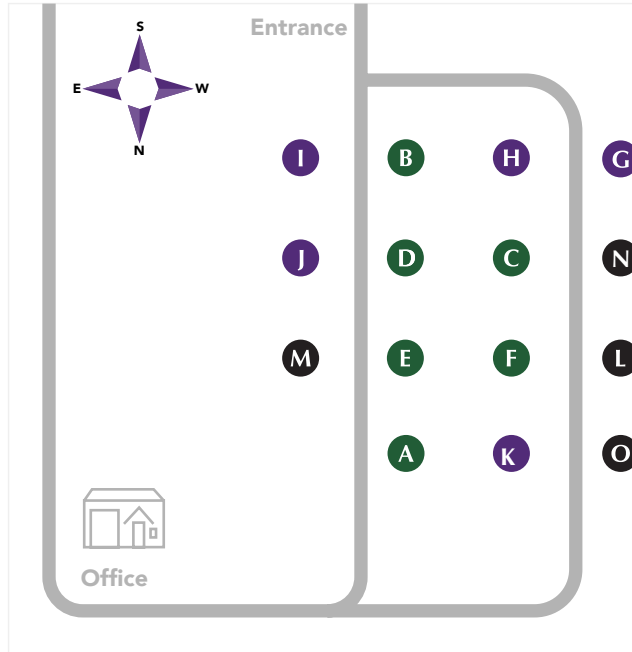 S
Entrance
E W
N
I B H G
J D C N
M E F L
A K O
Office